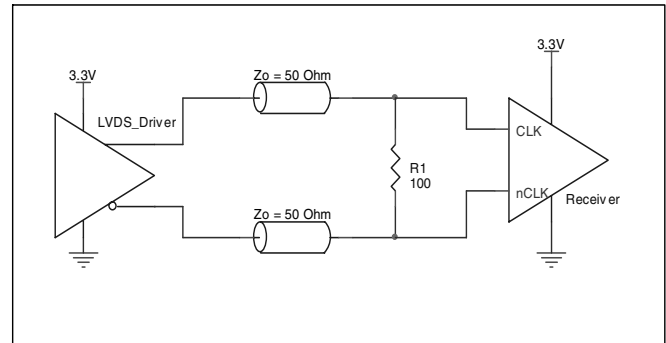 3.3V
3.3V
Zo = 50 Ohm
LVDS_Driver
CLK
R1
100
nCLK
Receiver
Zo = 50 Ohm